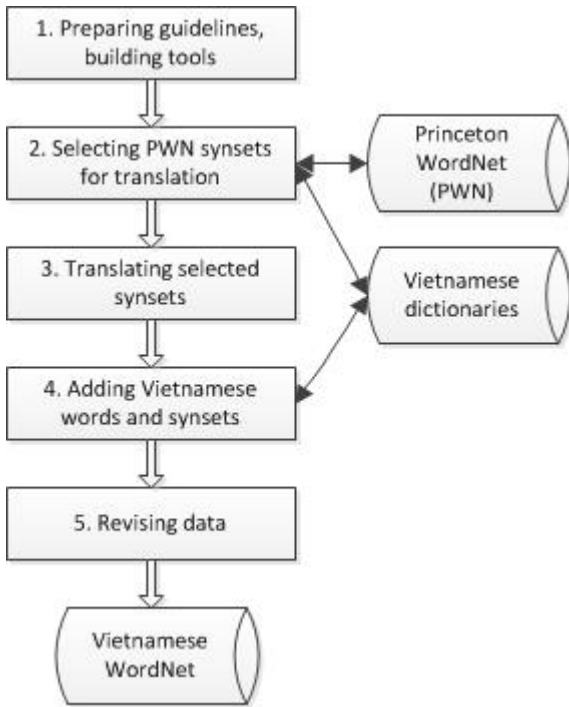 1. Preparing guidelines,
building tools
2. Selecting PWN synsets
for translation
Princeton
WordNet
(PWN)
3. Translating selected
synsets
Vietnamese
dictionaries
4. Adding Vietnamese
words and synsets
5. Revising data
Vietnamese
WordNet